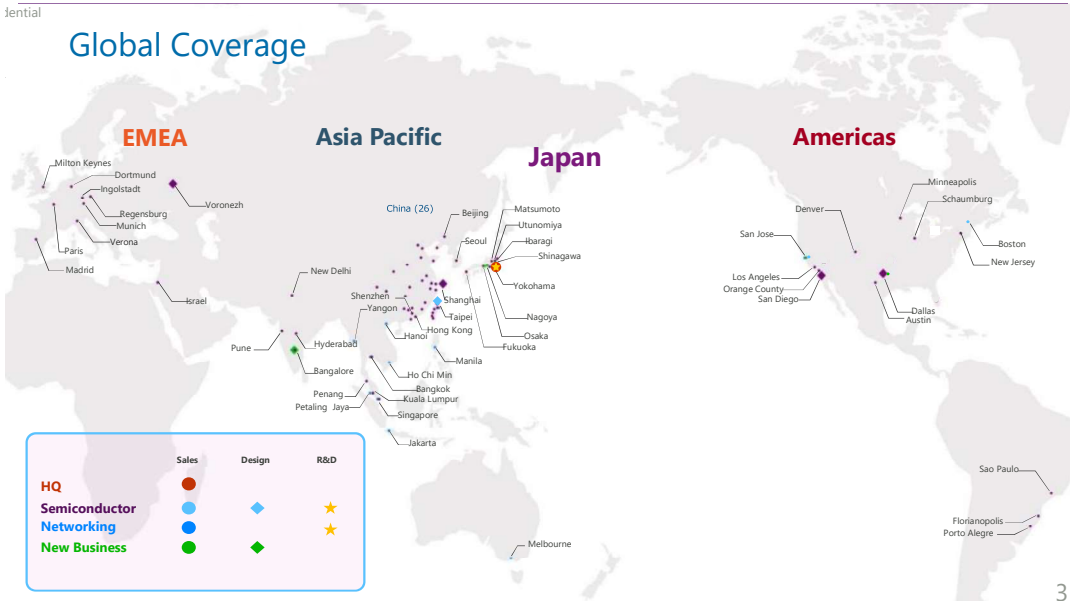 dential
Global Coverage
EMEA
Asia Pacific
Japan
Americas
Milton Keynes
Dortmund
Ingolstadt
Voronezh
Regensburg
Munich
Verona
Paris
Madrid
Israel
China (26)
Beijing
Seoul
New Delhi
Shenzhen
Yangon
Shanghai
Taipei
Hong Kong
Hanoi
Pune
Hyderabad
Bangalore
Manila
Ho Chi Min
Bangkok
Penang
Kuala Lumpur
Petaling Jaya
Singapore
Jakarta
Melbourne
Matsumoto
Utunomiya
Ibaragi
Shinagawa
Yokohama
Nagoya
Osaka
Fukuoka
Minneapolis
Schaumburg
Denver
San Jose
Boston
New Jersey
Los Angeles
Orange County
San Diego
Dallas
Austin
Sao Paulo
Florianopolis
Porto Alegre
Sales Design R&D
HQ
Semiconductor
Networking
New Business
3